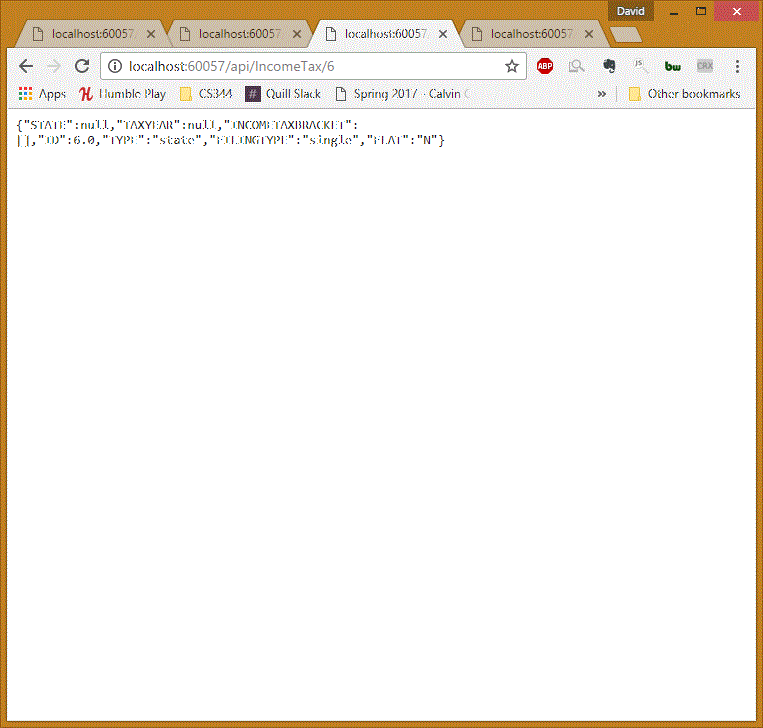 David
localhost:60057 localhost:60057 localhost:60057 localhost:60057
localhost:60057/api/IncomeTax/6
ABP JS bw CRX
Apps Humble Play CS344 # Quill Slack Spring 2017 - Calvin C » Other bookmarks
{"STATE":null,"TAXYEAR":null,"INCOMETAXBRACKET":
[],"ID":6.0,"TYPE":"state","FILINGTYPE":"single","FLAT":"N"}